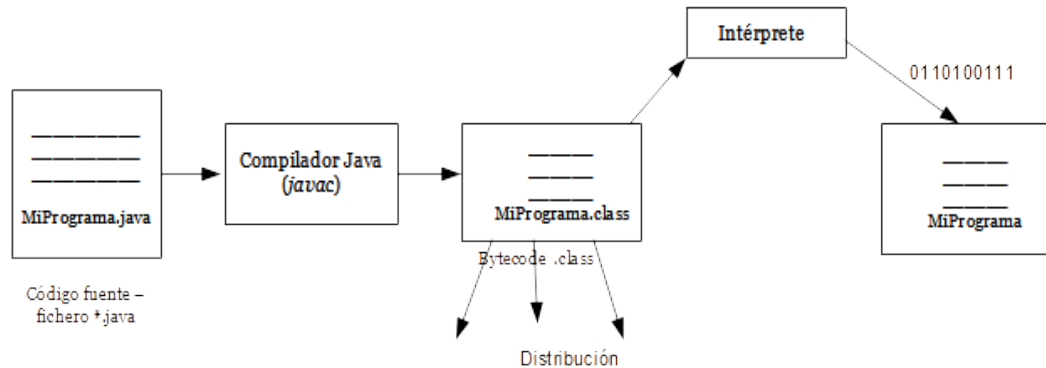 Intérprete
0110100111
MiPrograma.java
Compilador Java
(javac)
MiPrograma.class
MiPrograma
Bytecode .class
Código fuente –
fichero *.java
Distribución